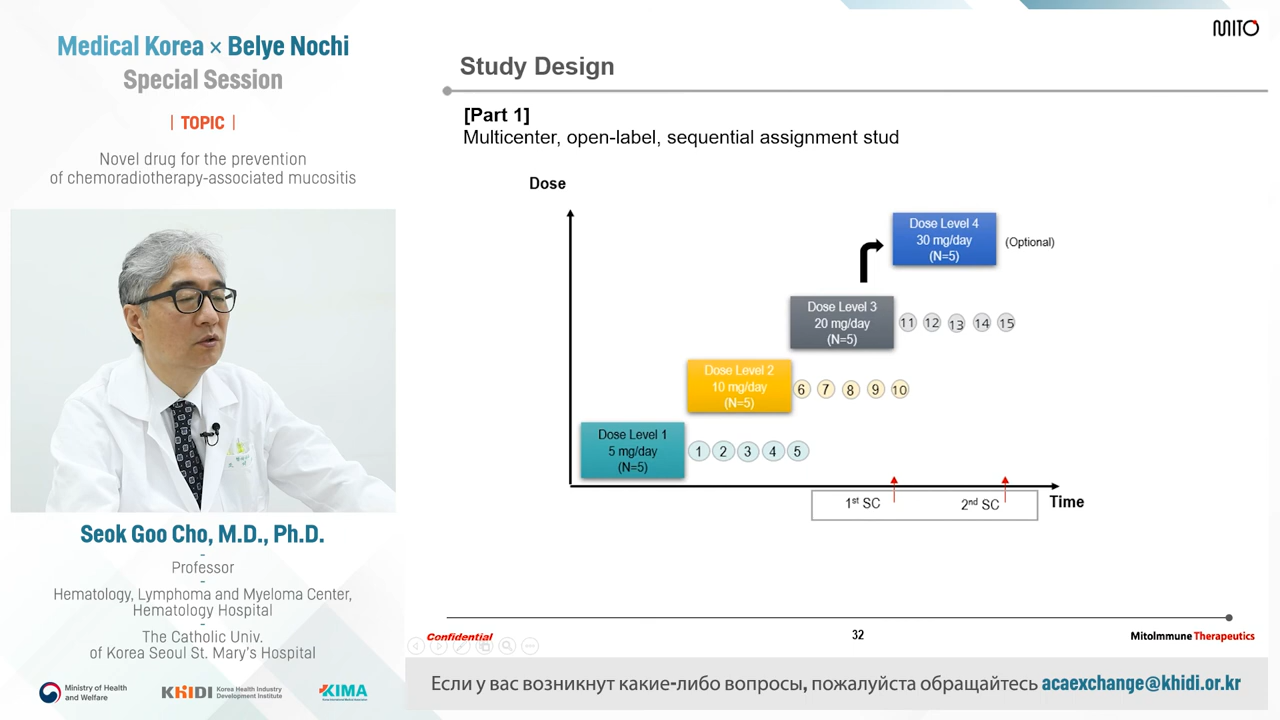 Medical Korea × Belye Nochi
Special Session
| TOPIC |
Novel drug for the prevention
of chemoradiotherapy-associated mucositis
Seok Goo Cho, M.D., Ph.D.
-
Professor
-
Hematology, Lymphoma and Myeloma Center,
Hematology Hospital
-
The Catholic Univ.
of Korea Seoul St. Mary's Hospital
Ministry of Health
and Welfare
KHIDI Korea Health Industry
Development Institute
KIMA
MITO
Study Design
[Part 1]
Multicenter, open-label, sequential assignment stud
Dose
Dose Level 4
30 mg/day
(N=5)
(Optional)
Dose Level 3
20 mg/day
(N=5)
11 12 13 14 15
Dose Level 2
10 mg/day
(N=5)
6 7 8 9 10
Dose Level 1
5 mg/day
(N=5)
1 2 3 4 5
1st SC
2nd SC
Time
Confidential
32
MitoImmune Therapeutics
Если у вас возникнут какие-либо вопросы, пожалуйста обращайтесь acaexchange@khidi.or.kr